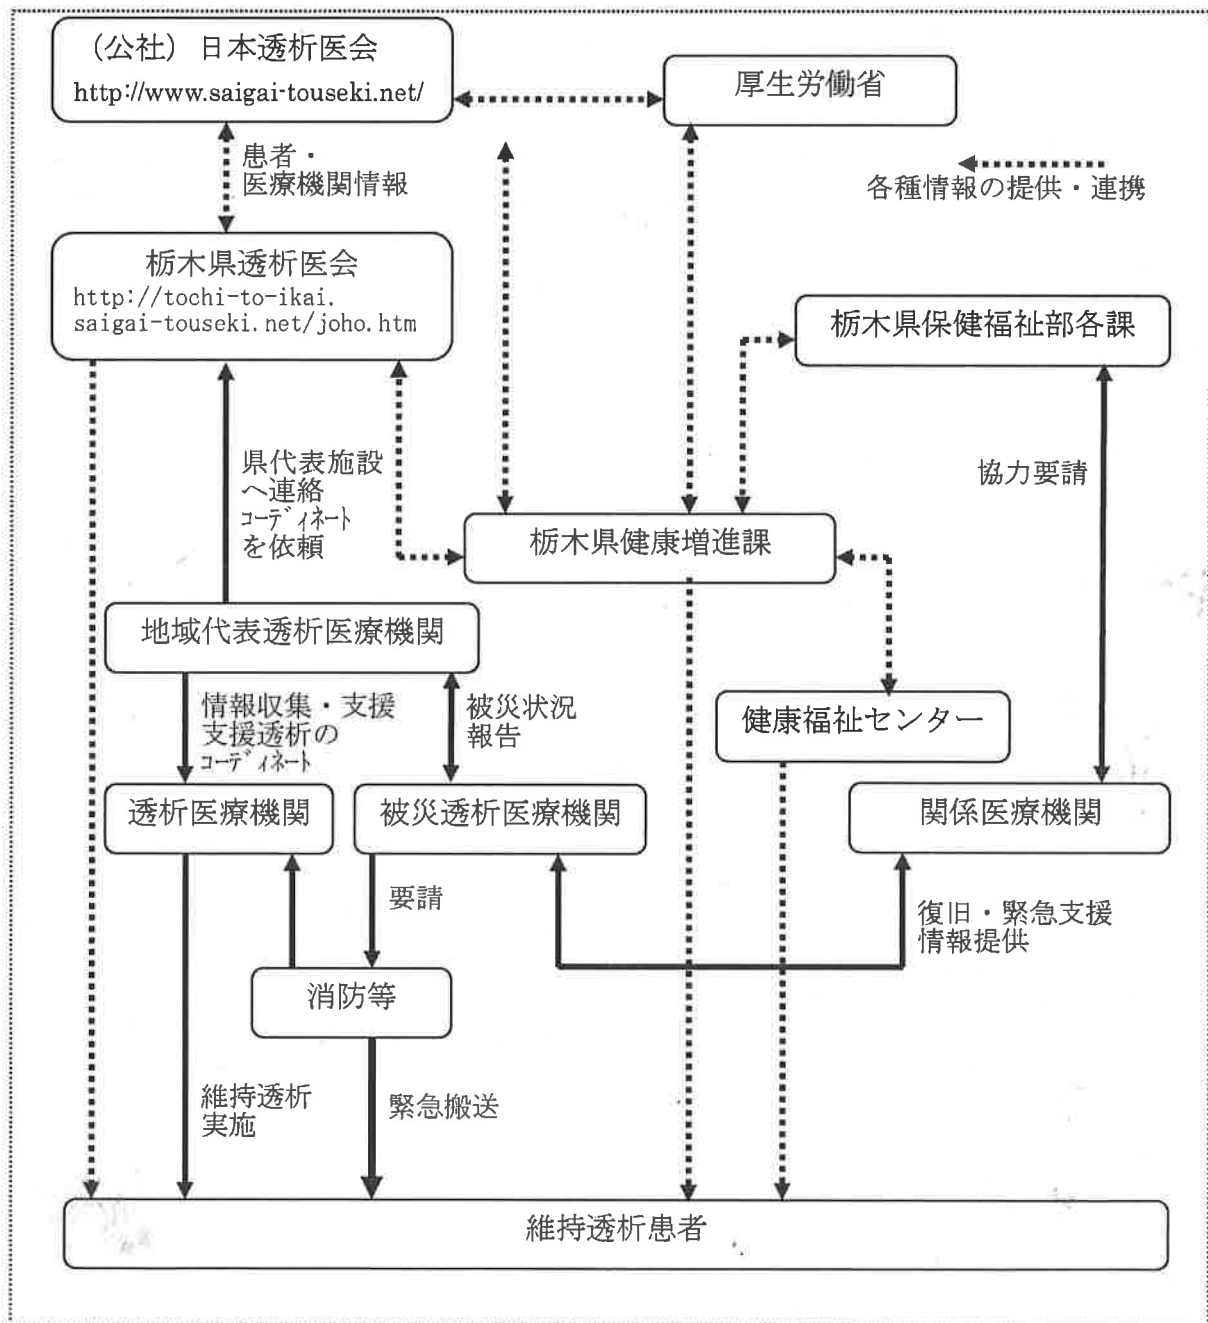 (公社) 日本透析医会
http://www.saigai-touseki.net/
厚生労働省
患者・
医療機関情報
各種情報の提供・連携
栃木県透析医会
http://tochi-to-ikai.
saigai-touseki.net/joho.htm
栃木県保健福祉部各課
県代表施設
へ連絡
ｺｰﾃﾞｨﾈｰﾄ
を依頼
協力要請
栃木県健康増進課
地域代表透析医療機関
情報収集・支援
支援透析の
ｺｰﾃﾞｨﾈｰﾄ
被災状況
報告
健康福祉センター
透析医療機関
被災透析医療機関
関係医療機関
要請
復旧・緊急支援
情報提供
消防等
維持透析
実施
緊急搬送
維持透析患者